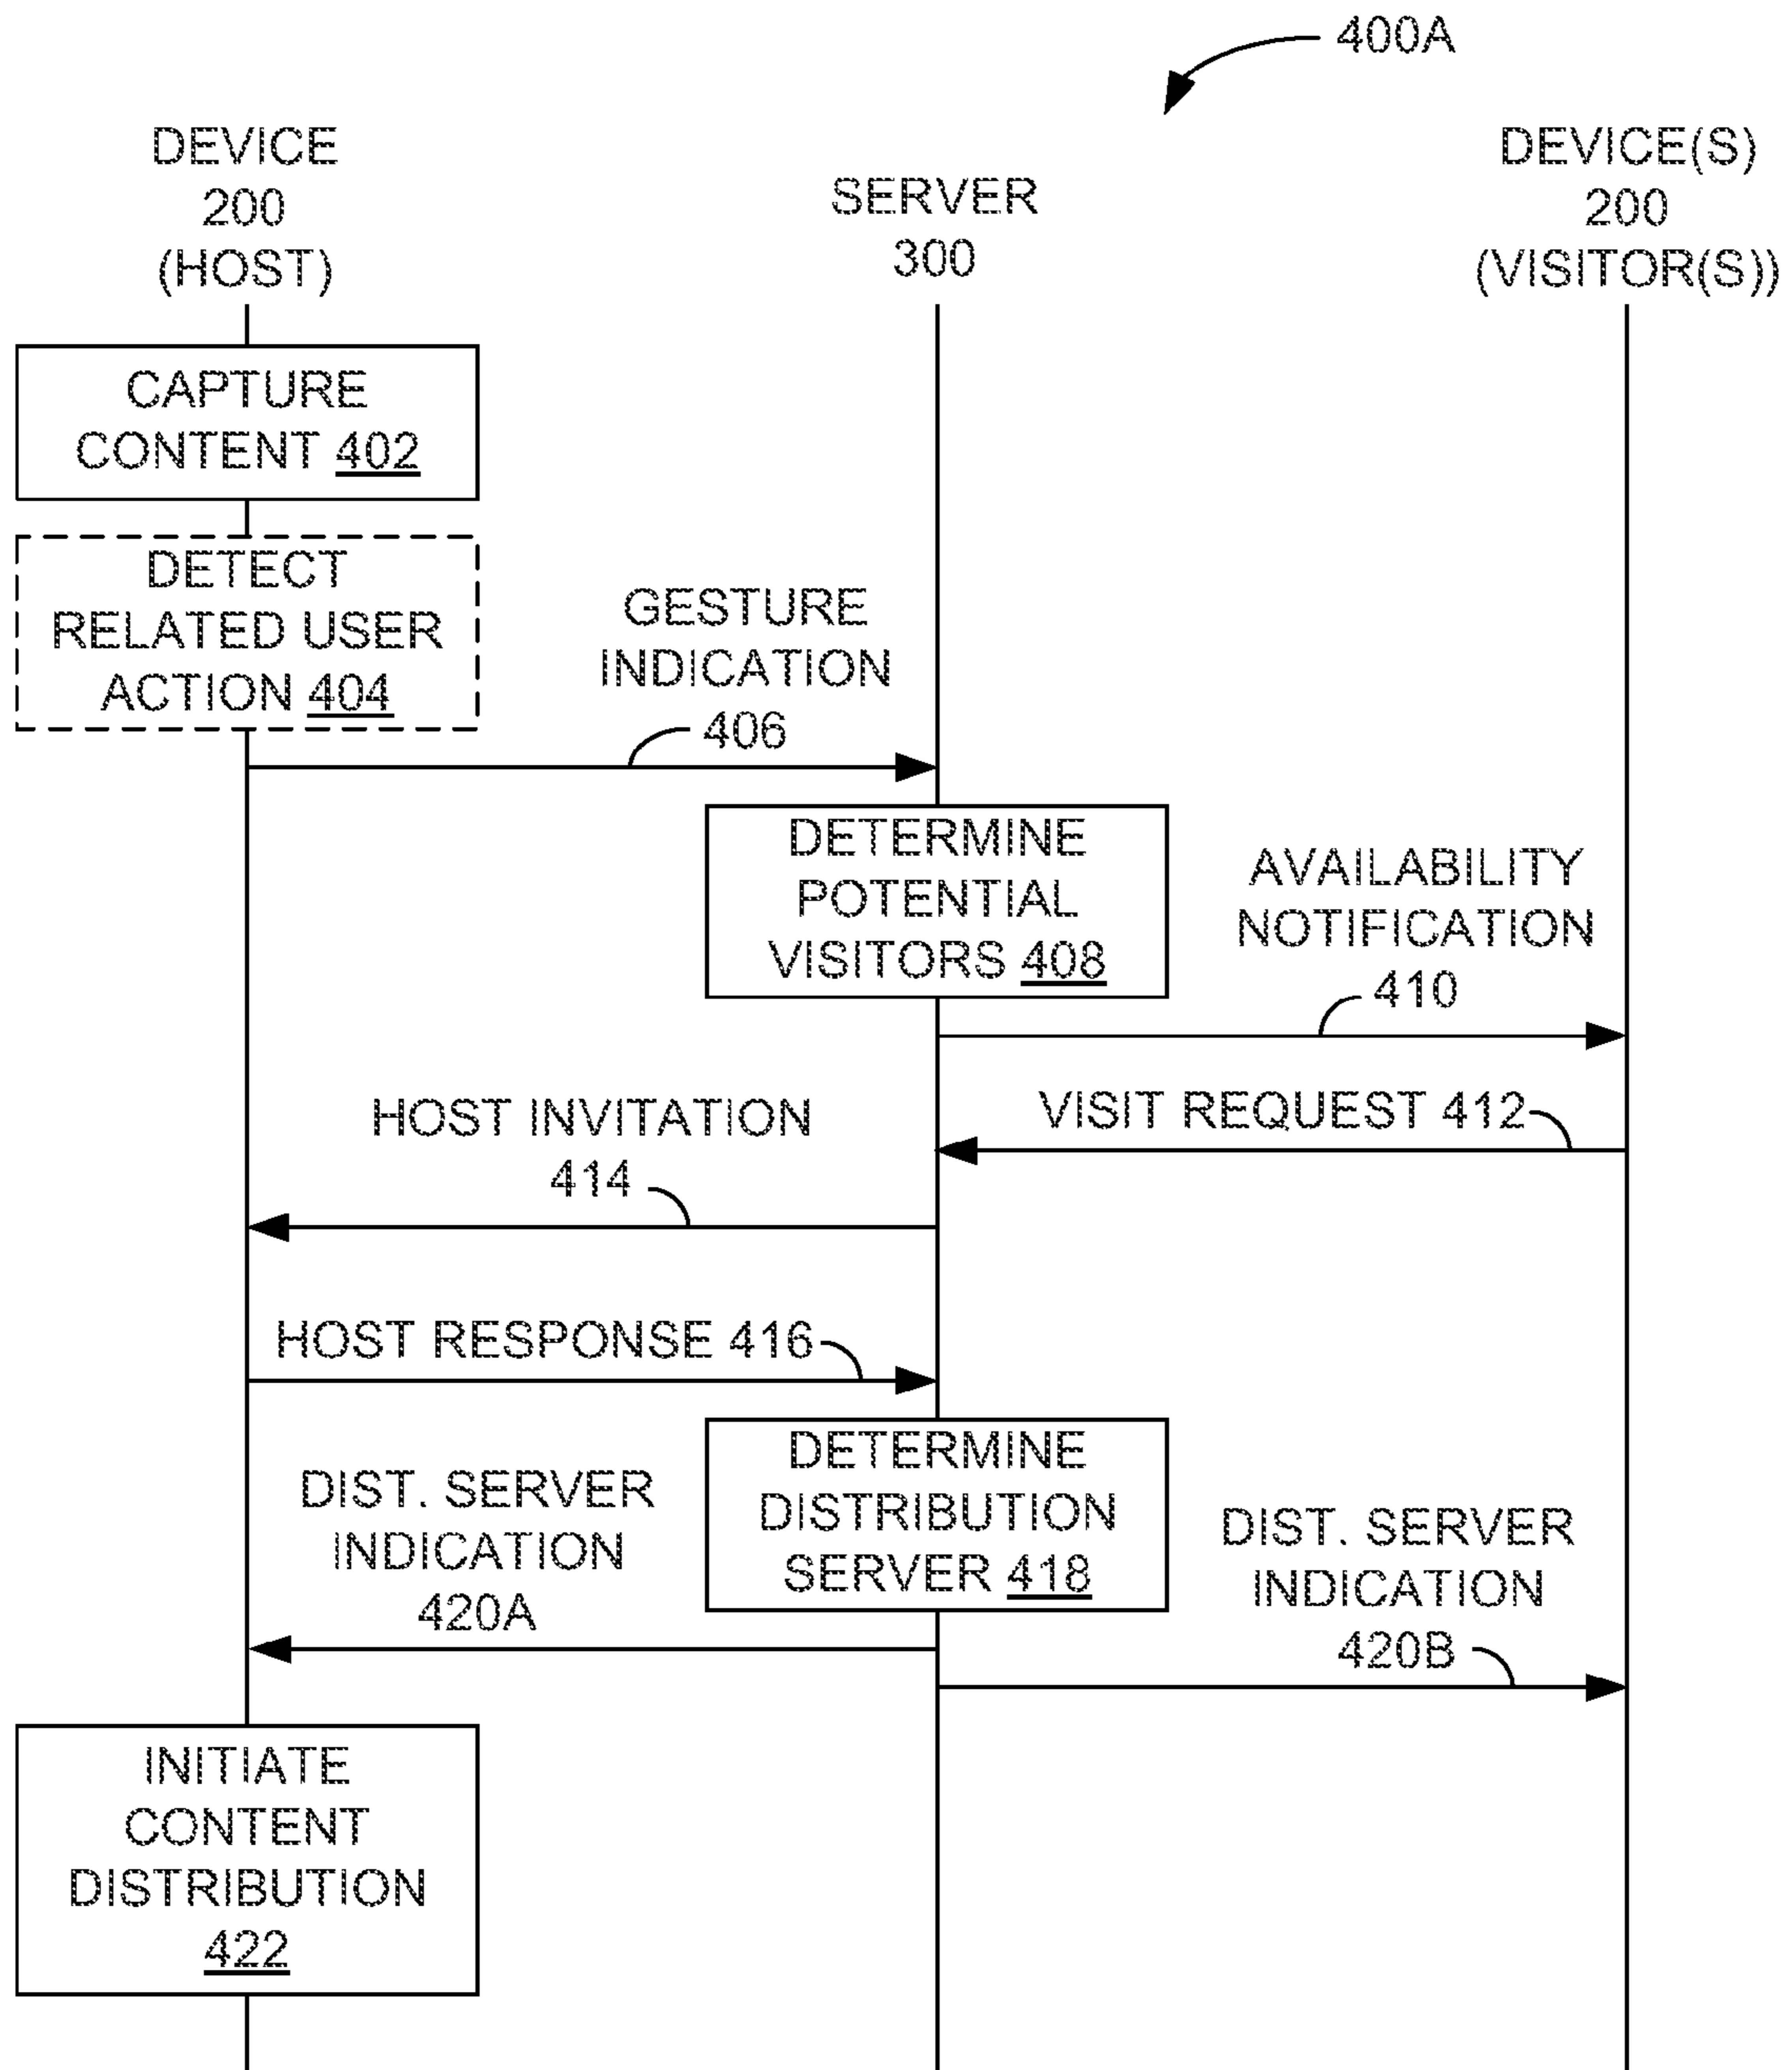 400A
DEVICE
200
(HOST)
SERVER
300
DEVICE(S)
200
(VISITOR(S))
CAPTURE
CONTENT 402
DETECT
RELATED USER
ACTION 404
GESTURE
INDICATION
406
DETERMINE
POTENTIAL
VISITORS 408
AVAILABILITY
NOTIFICATION
410
VISIT REQUEST 412
HOST INVITATION
414
HOST RESPONSE 416
DETERMINE
DISTRIBUTION
SERVER 418
DIST. SERVER
INDICATION
420A
DIST. SERVER
INDICATION
420B
INITIATE
CONTENT
DISTRIBUTION
422